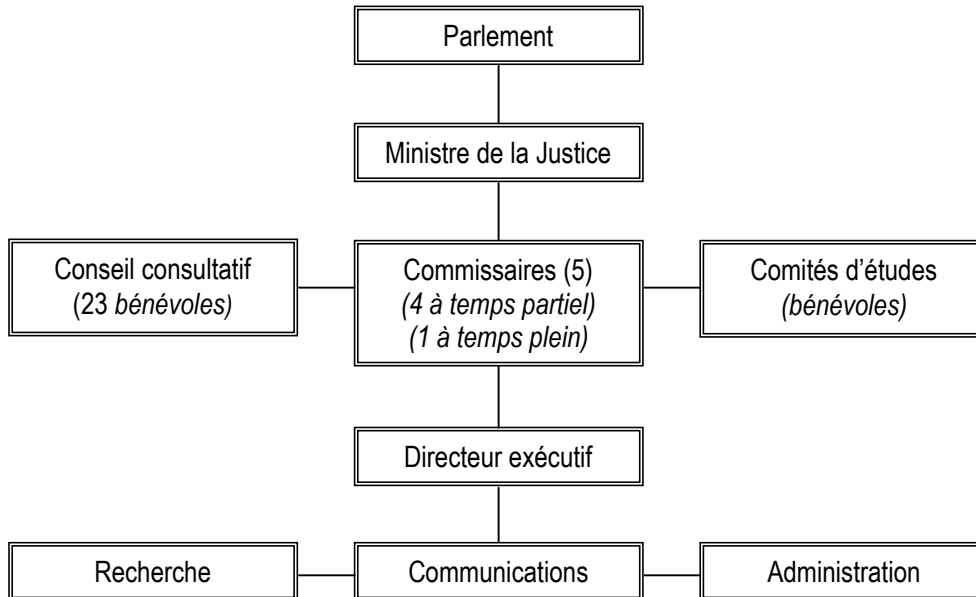 Parlement
Ministre de la Justice
Conseil consultatif
(23 bénévoles)
Commissaires (5)
(4 à temps partiel)
(1 à temps plein)
Comités d’études
(bénévoles)
Directeur exécutif
Recherche
Communications
Administration